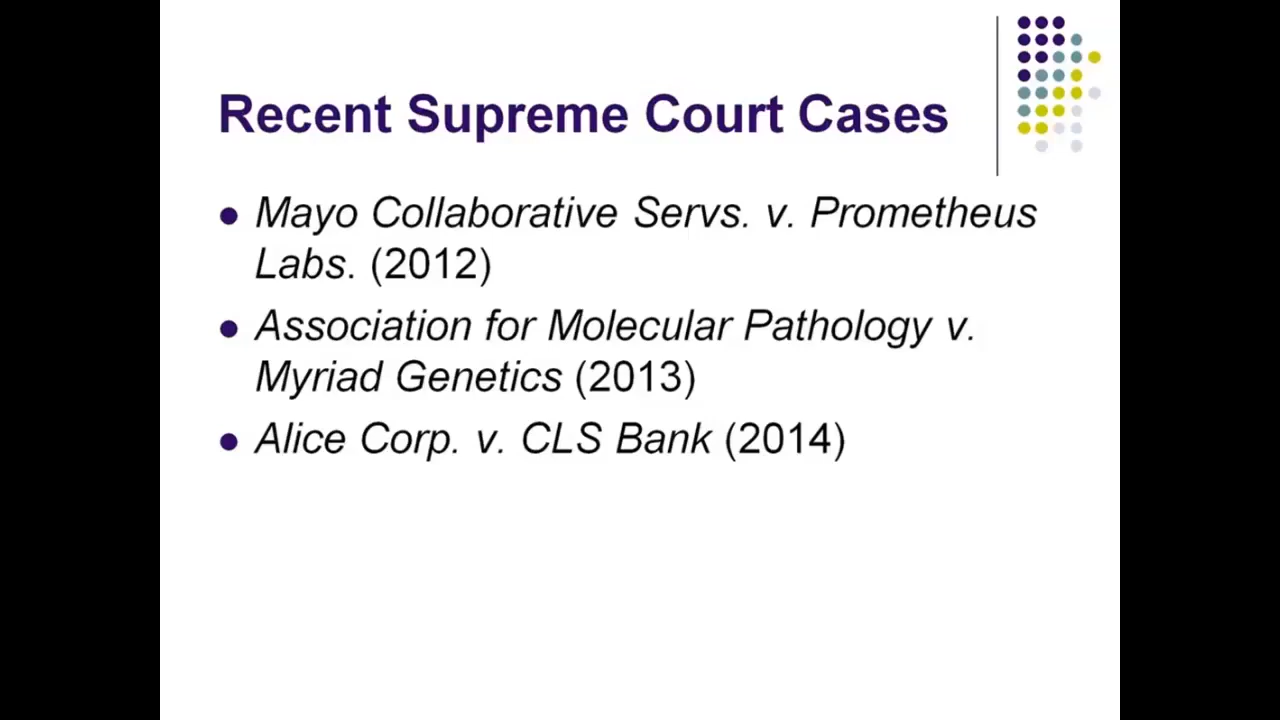 Recent Supreme Court Cases
Mayo Collaborative Servs. v. Prometheus
Labs. (2012)
Association for Molecular Pathology v.
Myriad Genetics (2013)
Alice Corp. v. CLS Bank (2014)